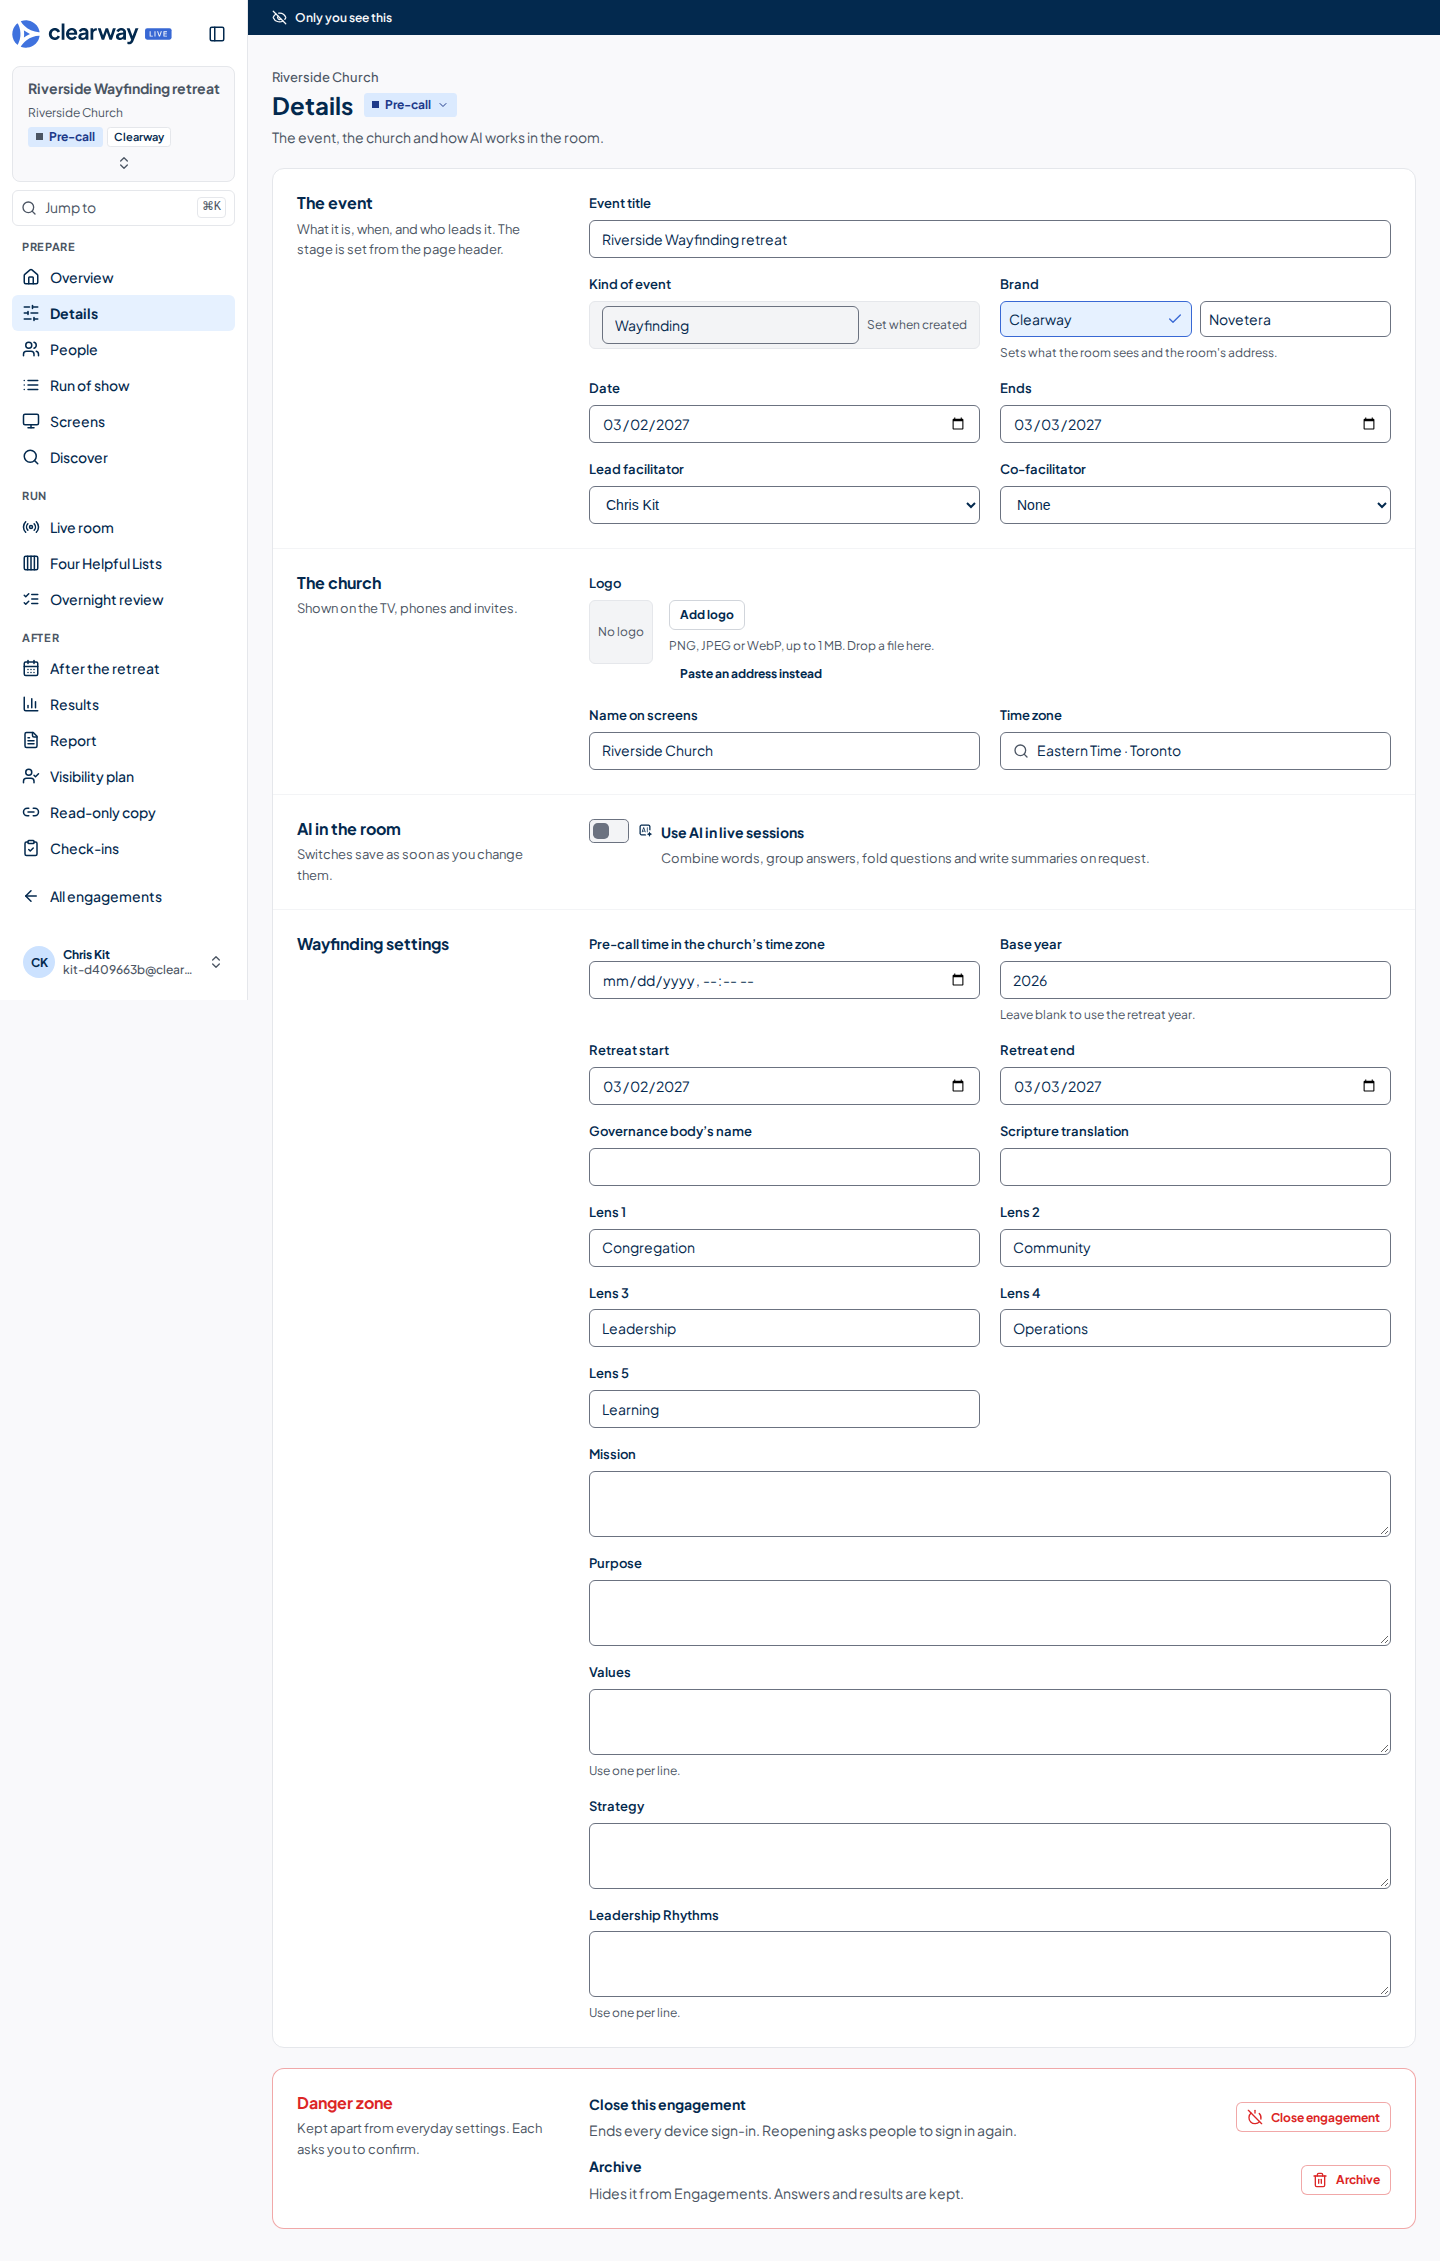 clearway LIVE
Only you see this
Riverside Wayfinding retreat
Riverside Church
Pre-call
Clearway
Jump to
⌘K
PREPARE
Overview
Details
People
Run of show
Screens
Discover
RUN
Live room
Four Helpful Lists
Overnight review
AFTER
After the retreat
Results
Report
Visibility plan
Read-only copy
Check-ins
All engagements
CK
Chris Kit
kit-d409663b@clear...
Riverside Church
Details
Pre-call
The event, the church and how AI works in the room.
The event
What it is, when, and who leads it. The
stage is set from the page header.
Event title
Riverside Wayfinding retreat
Kind of event
Wayfinding
Set when created
Brand
Clearway
Novetera
Sets what the room sees and the room's address.
Date
03/02/2027
Ends
03/03/2027
Lead facilitator
Chris Kit
Co-facilitator
None
The church
Shown on the TV, phones and invites.
Logo
No logo
Add logo
PNG, JPEG or WebP, up to 1 MB. Drop a file here.
Paste an address instead
Name on screens
Riverside Church
Time zone
Eastern Time · Toronto
AI in the room
Switches save as soon as you change
them.
Use AI in live sessions
Combine words, group answers, fold questions and write summaries on request.
Wayfinding settings
Pre-call time in the church's time zone
mm/dd/yyyy, --:-- --
Base year
2026
Leave blank to use the retreat year.
Retreat start
03/02/2027
Retreat end
03/03/2027
Governance body's name
Scripture translation
Lens 1
Congregation
Lens 2
Community
Lens 3
Leadership
Lens 4
Operations
Lens 5
Learning
Mission
Purpose
Values
Use one per line.
Strategy
Leadership Rhythms
Use one per line.
Danger zone
Kept apart from everyday settings. Each
asks you to confirm.
Close this engagement
Ends every device sign-in. Reopening asks people to sign in again.
Close engagement
Archive
Hides it from Engagements. Answers and results are kept.
Archive